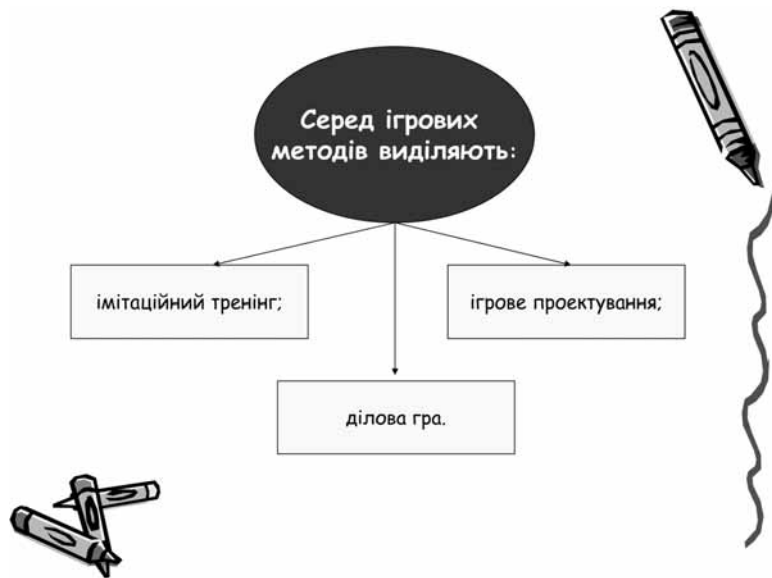 Серед ігрових
методів виділяють:
імітаційний тренінг;
ігрове проектування;
ділова гра.